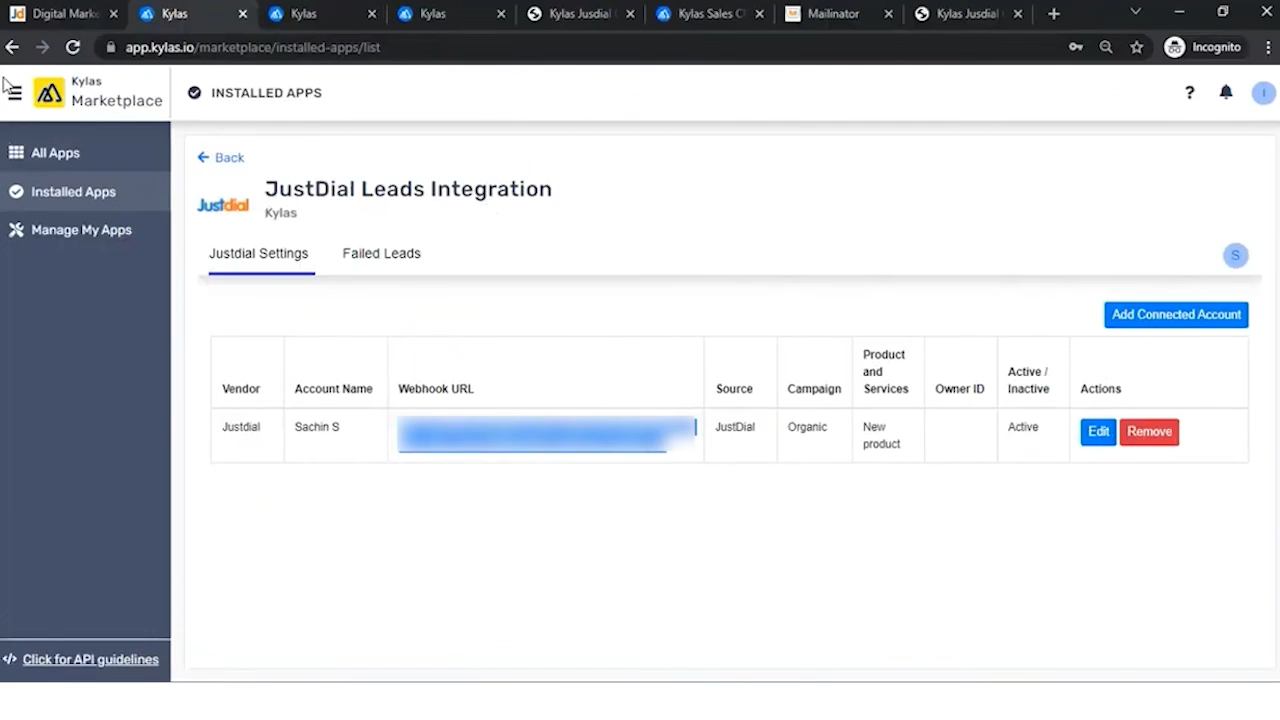 Jd Digital Mark
Kylas
Kylas
Kylas
Kylas Jusdial
Kylas Sales C
Mailinator
Kylas Jusdial
app.kylas.io/marketplace/installed-apps/list
Incognito
Kylas
Marketplace
INSTALLED APPS
?
I
All Apps
Installed Apps
Manage My Apps
Click for API guidelines
Back
Justdial
JustDial Leads Integration
Kylas
Justdial Settings
Failed Leads
S
Add Connected Account
Vendor
Account Name
Webhook URL
Source
Campaign
Product
and
Services
Owner ID
Active /
Inactive
Actions
Justdial
Sachin S
JustDial
Organic
New
product
Active
Edit
Remove